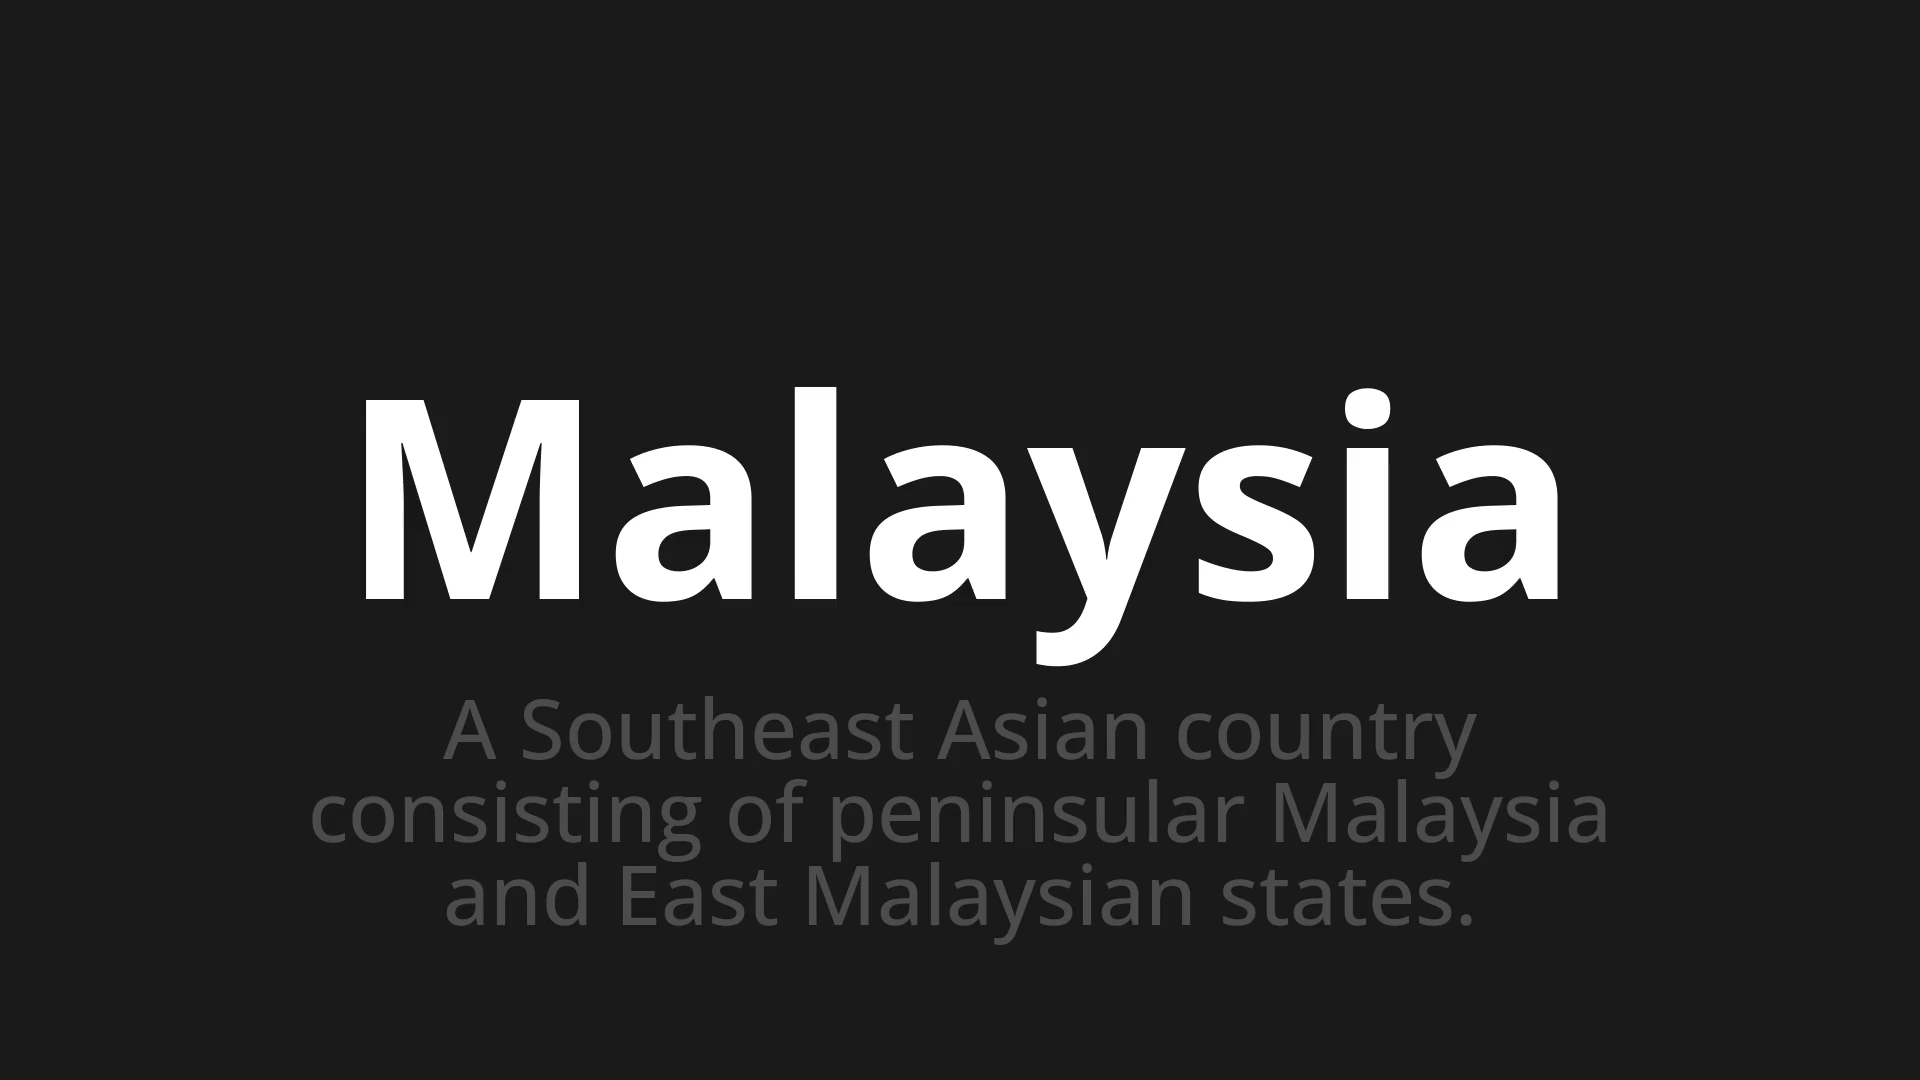 Malaysia
A Southeast Asian country
consisting of peninsular Malaysia
and East Malaysian states.